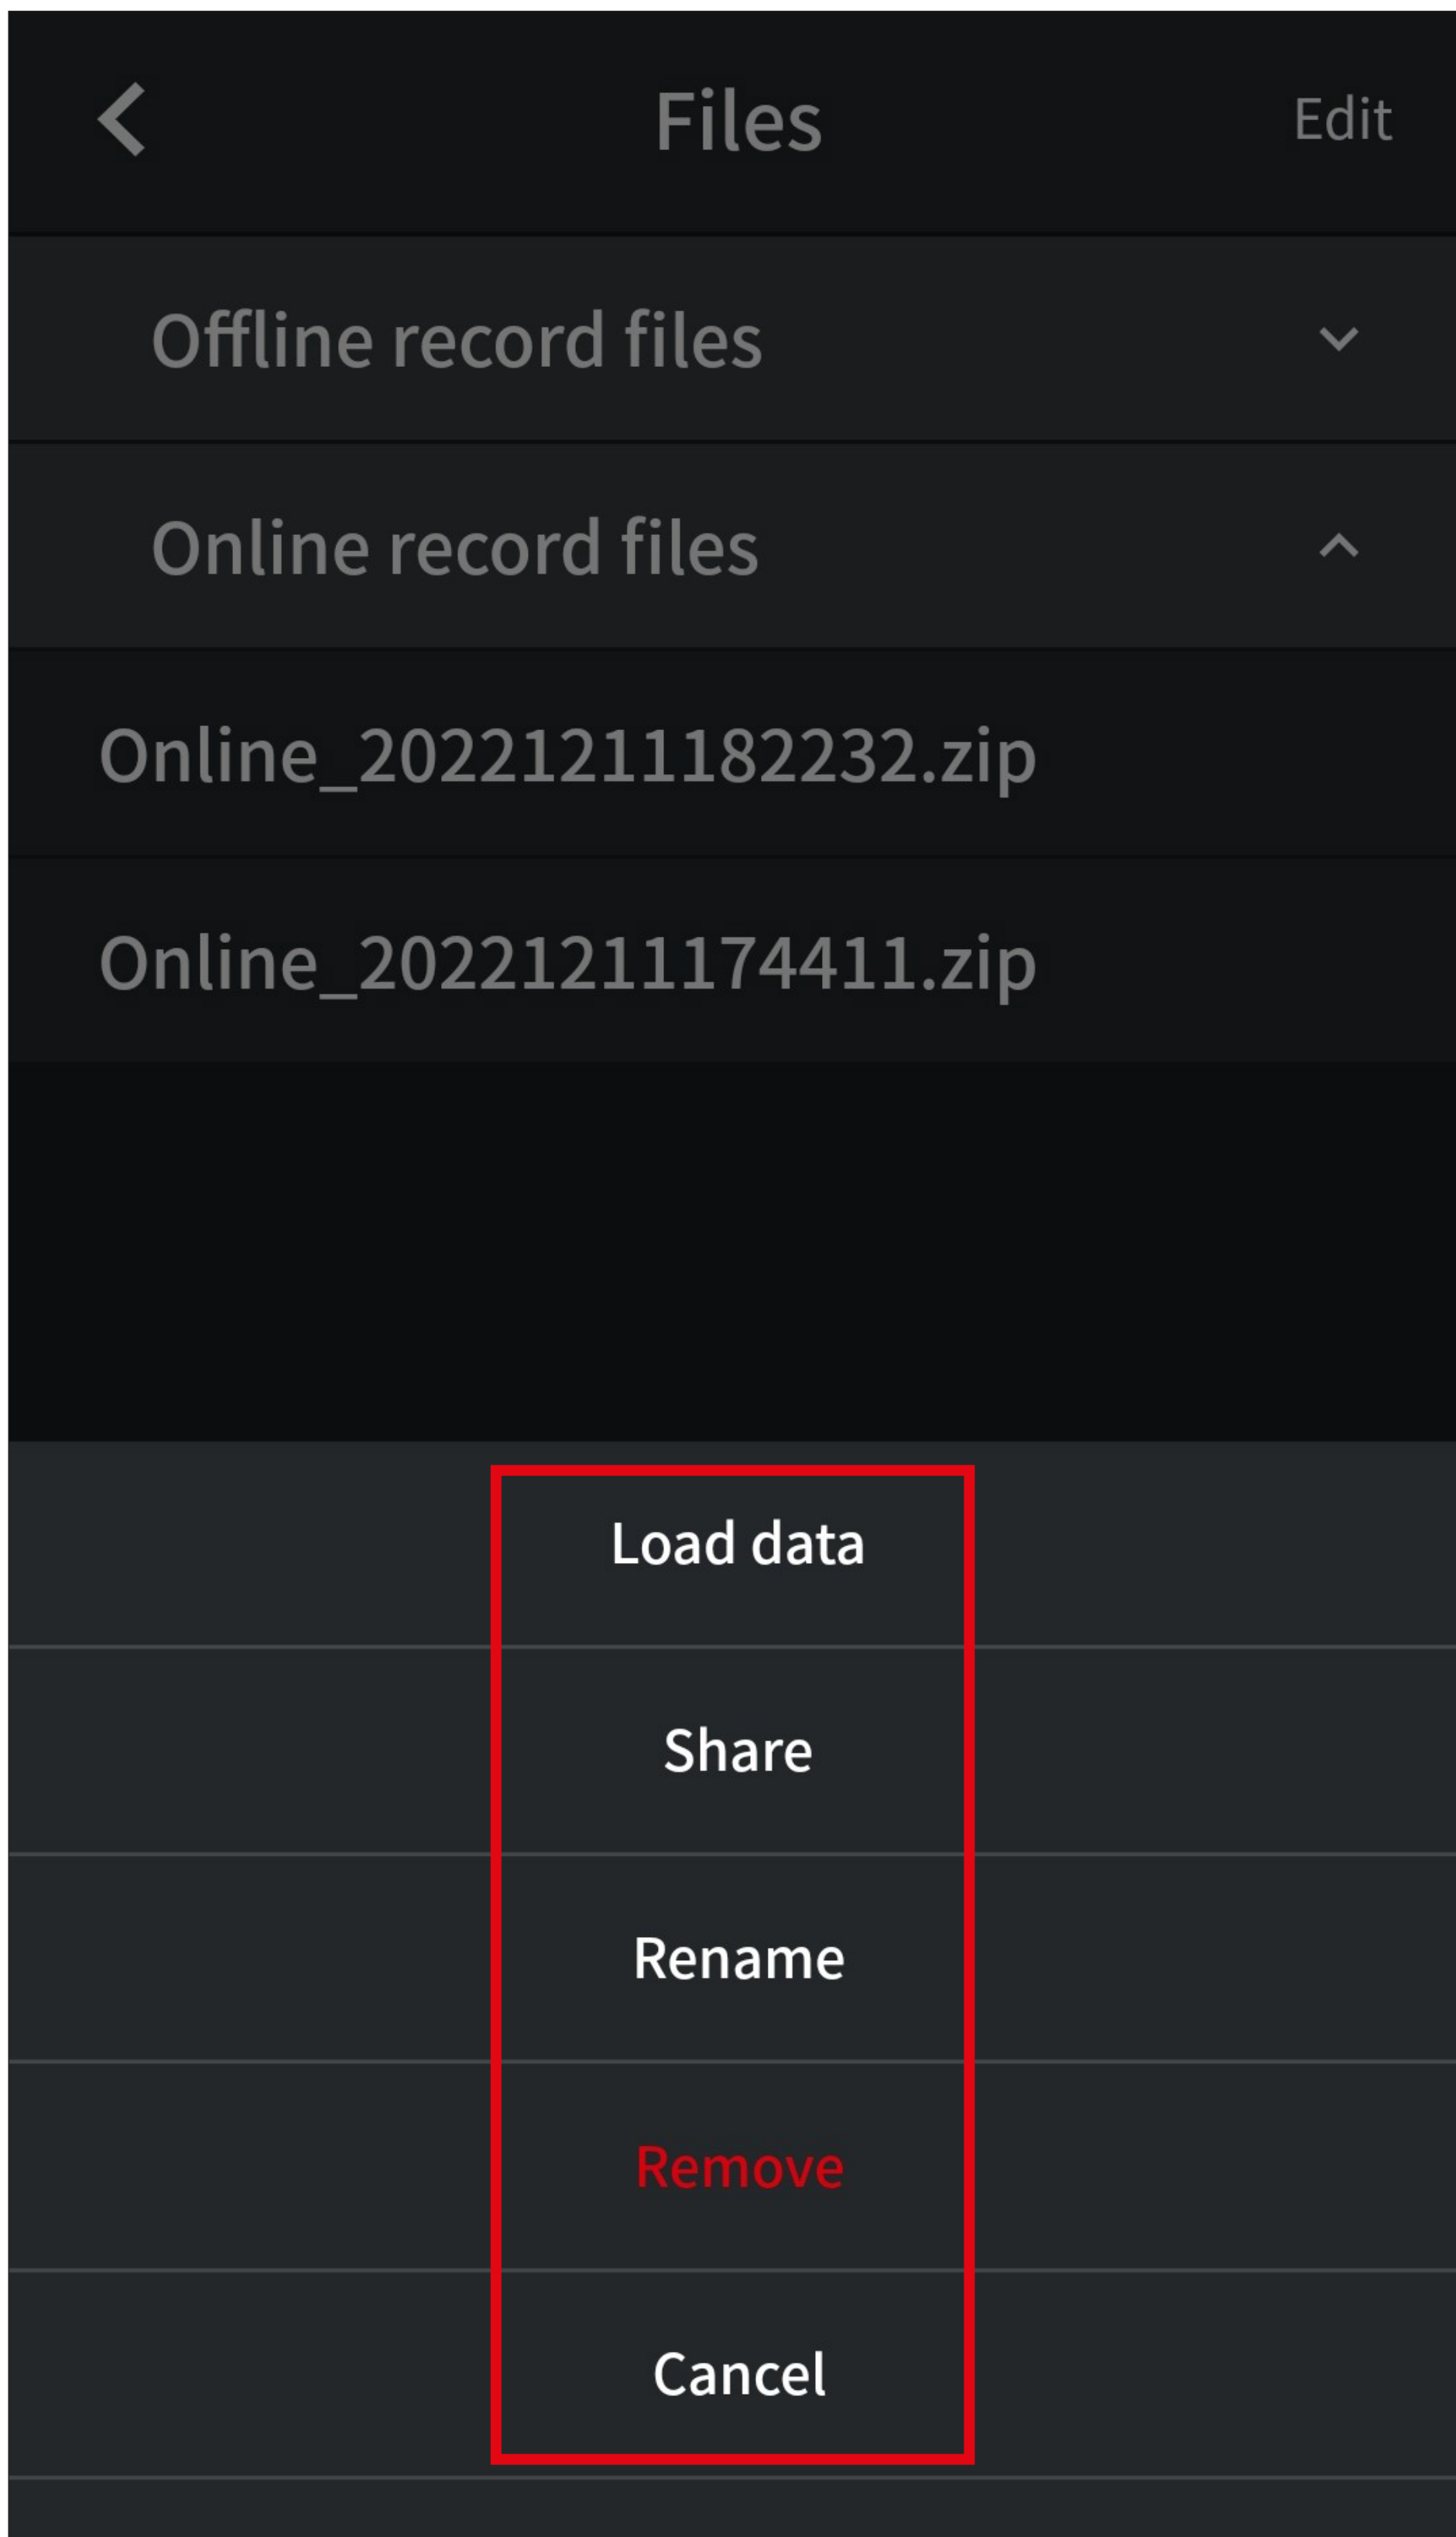 Files Edit
Offline record files
Online record files
Online_20221211182232.zip
Online_20221211174411.zip
Load data
Share
Rename
Remove
Cancel